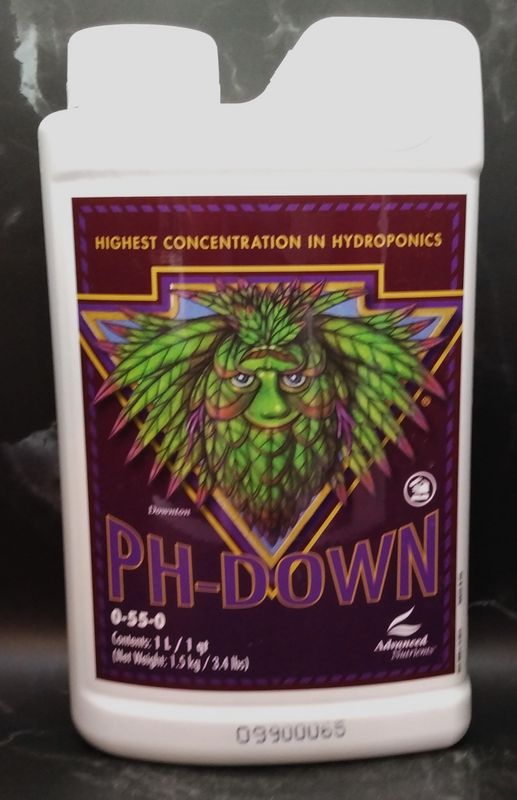 HIGHEST CONCENTRATION IN HYDROPONICS
®
Downton
PH-DOWN
0-55-0
Contents: 1 L / 1 qt
(Net Weight: 1.5 kg / 3.4 lbs)
Advanced
Nutrients
09900065